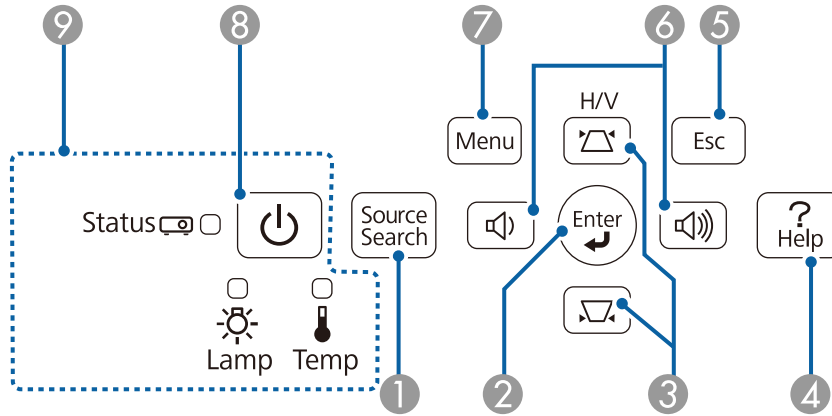 9
8
7
6
5
H/V
Menu
Esc
Status
Source
Search
Enter
?
Help
Lamp
Temp
1
2
3
4